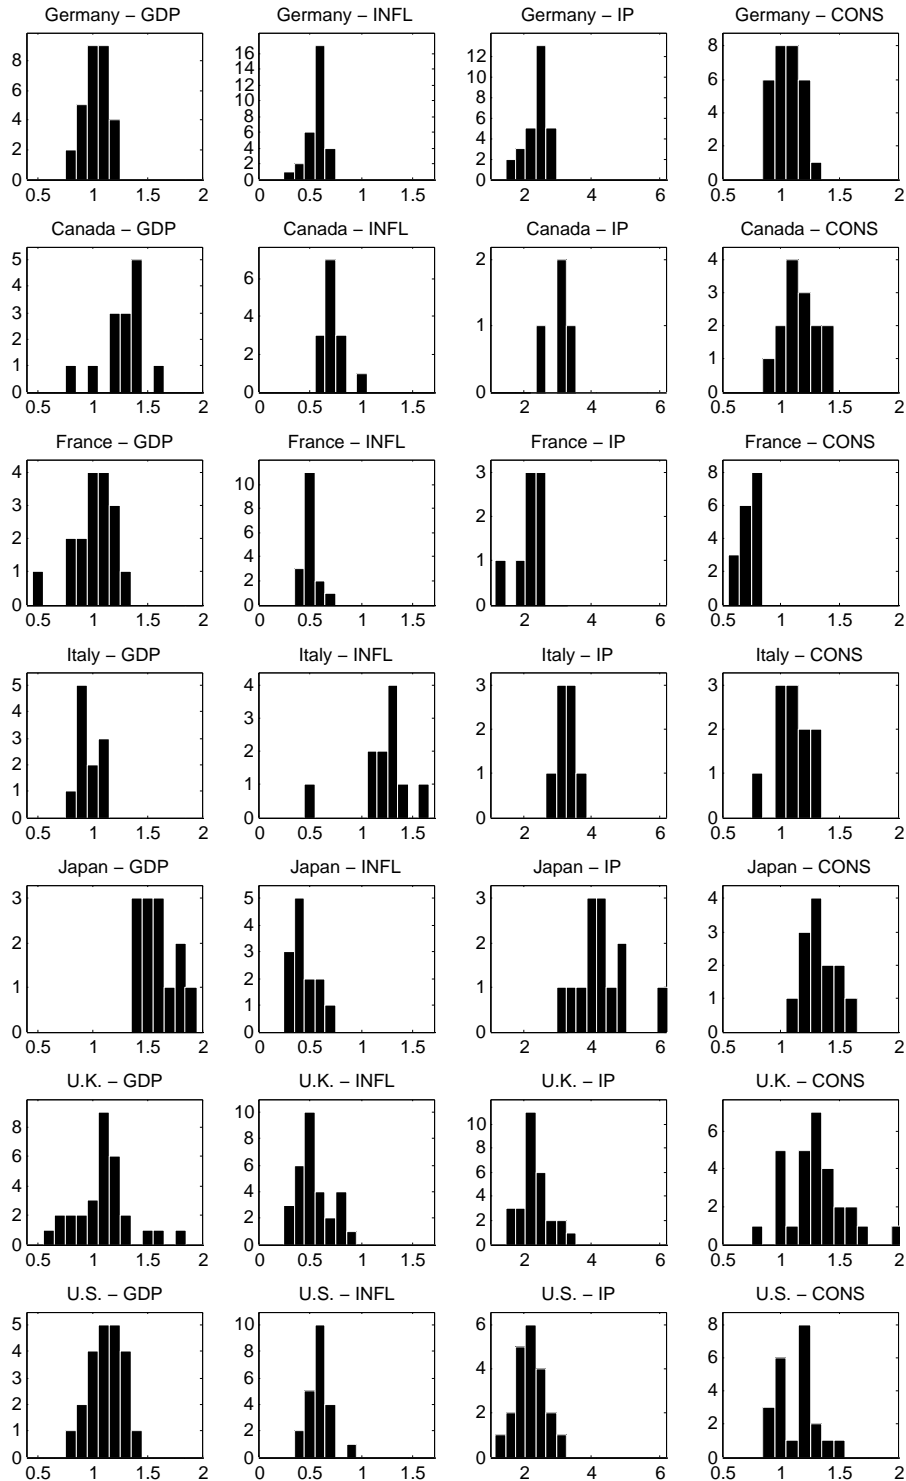 Germany – GDP
Germany – INFL
Germany – IP
Germany – CONS
8
6
4
2
0
0.5 1 1.5 2
16
14
12
10
8
6
4
2
0
0 0.5 1 1.5
12
10
8
6
4
2
0
2 4 6
8
6
4
2
0
0.5 1 1.5 2
Canada – GDP
Canada – INFL
Canada – IP
Canada – CONS
5
4
3
2
1
0
0.5 1 1.5 2
6
4
2
0
0 0.5 1 1.5
2
1
0
2 4 6
4
3
2
1
0
0.5 1 1.5 2
France – GDP
France – INFL
France – IP
France – CONS
4
3
2
1
0
0.5 1 1.5 2
10
8
6
4
2
0
0 0.5 1 1.5
3
2
1
0
2 4 6
8
6
4
2
0
0.5 1 1.5 2
Italy – GDP
Italy – INFL
Italy – IP
Italy – CONS
5
4
3
2
1
0
0.5 1 1.5 2
4
3
2
1
0
0 0.5 1 1.5
3
2
1
0
2 4 6
3
2
1
0
0.5 1 1.5 2
Japan – GDP
Japan – INFL
Japan – IP
Japan – CONS
3
2
1
0
0.5 1 1.5 2
5
4
3
2
1
0
0 0.5 1 1.5
3
2
1
0
2 4 6
4
3
2
1
0
0.5 1 1.5 2
U.K. – GDP
U.K. – INFL
U.K. – IP
U.K. – CONS
8
6
4
2
0
0.5 1 1.5 2
10
8
6
4
2
0
0 0.5 1 1.5
10
8
6
4
2
0
2 4 6
6
4
2
0
0.5 1 1.5 2
U.S. – GDP
U.S. – INFL
U.S. – IP
U.S. – CONS
5
4
3
2
1
0
0.5 1 1.5 2
10
8
6
4
2
0
0 0.5 1 1.5
6
4
2
0
2 4 6
8
6
4
2
0
0.5 1 1.5 2